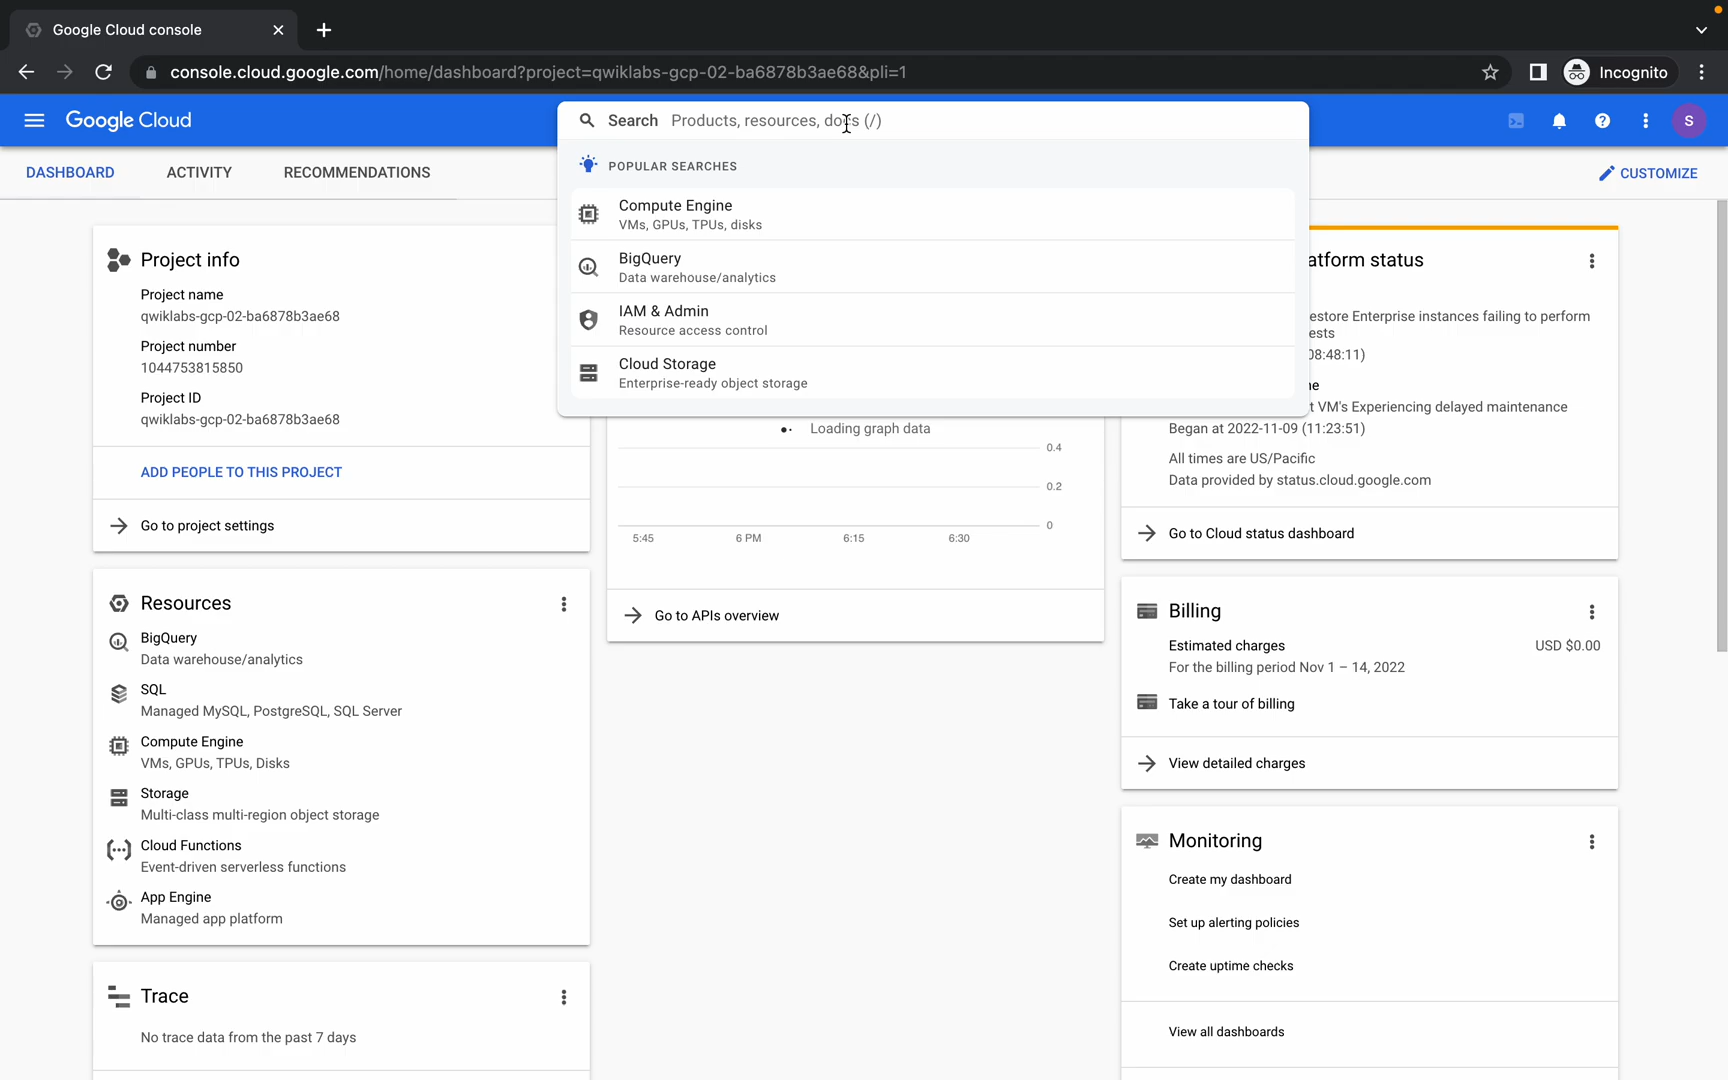 Google Cloud console
console.cloud.google.com/home/dashboard?project=qwiklabs-gcp-02-ba6878b3ae68&pli=1
Incognito
Google Cloud
Search Products, resources, docs (/)
S
DASHBOARD
ACTIVITY
RECOMMENDATIONS
CUSTOMIZE
POPULAR SEARCHES
Compute Engine
VMs, GPUs, TPUs, disks
BigQuery
Data warehouse/analytics
IAM & Admin
Resource access control
Cloud Storage
Enterprise-ready object storage
Project info
Project name
qwiklabs-gcp-02-ba6878b3ae68
Project number
1044753815850
Project ID
qwiklabs-gcp-02-ba6878b3ae68
ADD PEOPLE TO THIS PROJECT
Go to project settings
Resources
BigQuery
Data warehouse/analytics
SQL
Managed MySQL, PostgreSQL, SQL Server
Compute Engine
VMs, GPUs, TPUs, Disks
Storage
Multi-class multi-region object storage
Cloud Functions
Event-driven serverless functions
App Engine
Managed app platform
Trace
No trace data from the past 7 days
Loading graph data
0.4
0.2
0
5:45 6 PM 6:15 6:30
Go to APIs overview
atform status
estore Enterprise instances failing to perform
ests
08:48:11)
ne
t VM's Experiencing delayed maintenance
Began at 2022-11-09 (11:23:51)
All times are US/Pacific
Data provided by status.cloud.google.com
Go to Cloud status dashboard
Billing
Estimated charges USD $0.00
For the billing period Nov 1 – 14, 2022
Take a tour of billing
View detailed charges
Monitoring
Create my dashboard
Set up alerting policies
Create uptime checks
View all dashboards